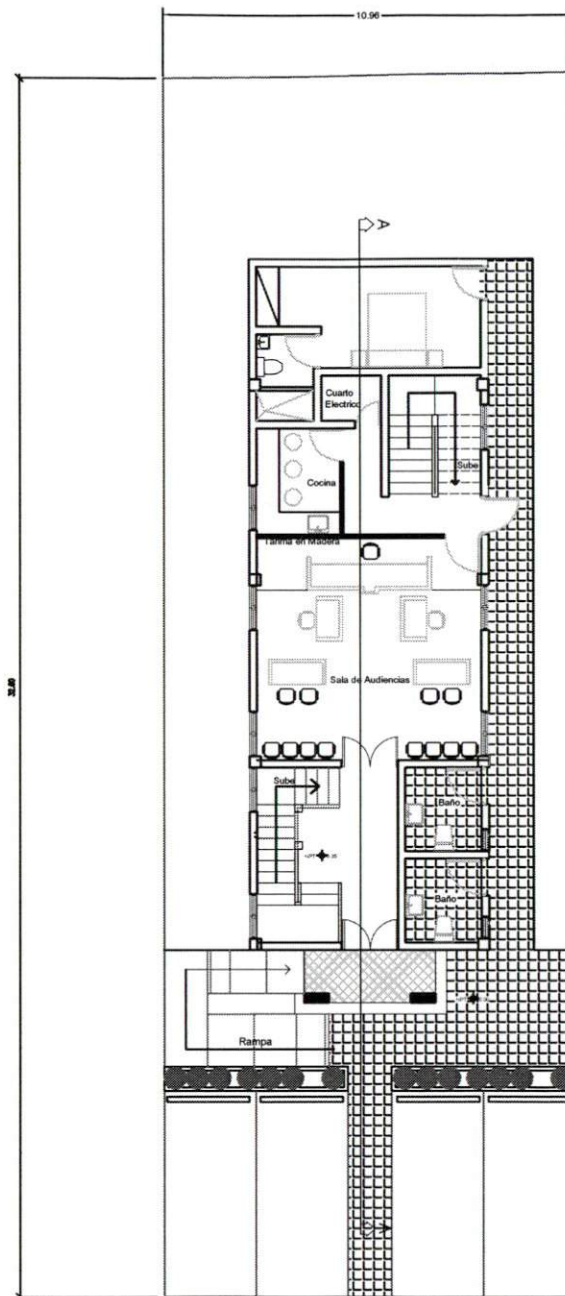 10.96
A
Cuarto
Electrico
Sube
Cocina
Tarima en Madera
Sala de Audiencias
Sube
Baño
Baño
Rampa